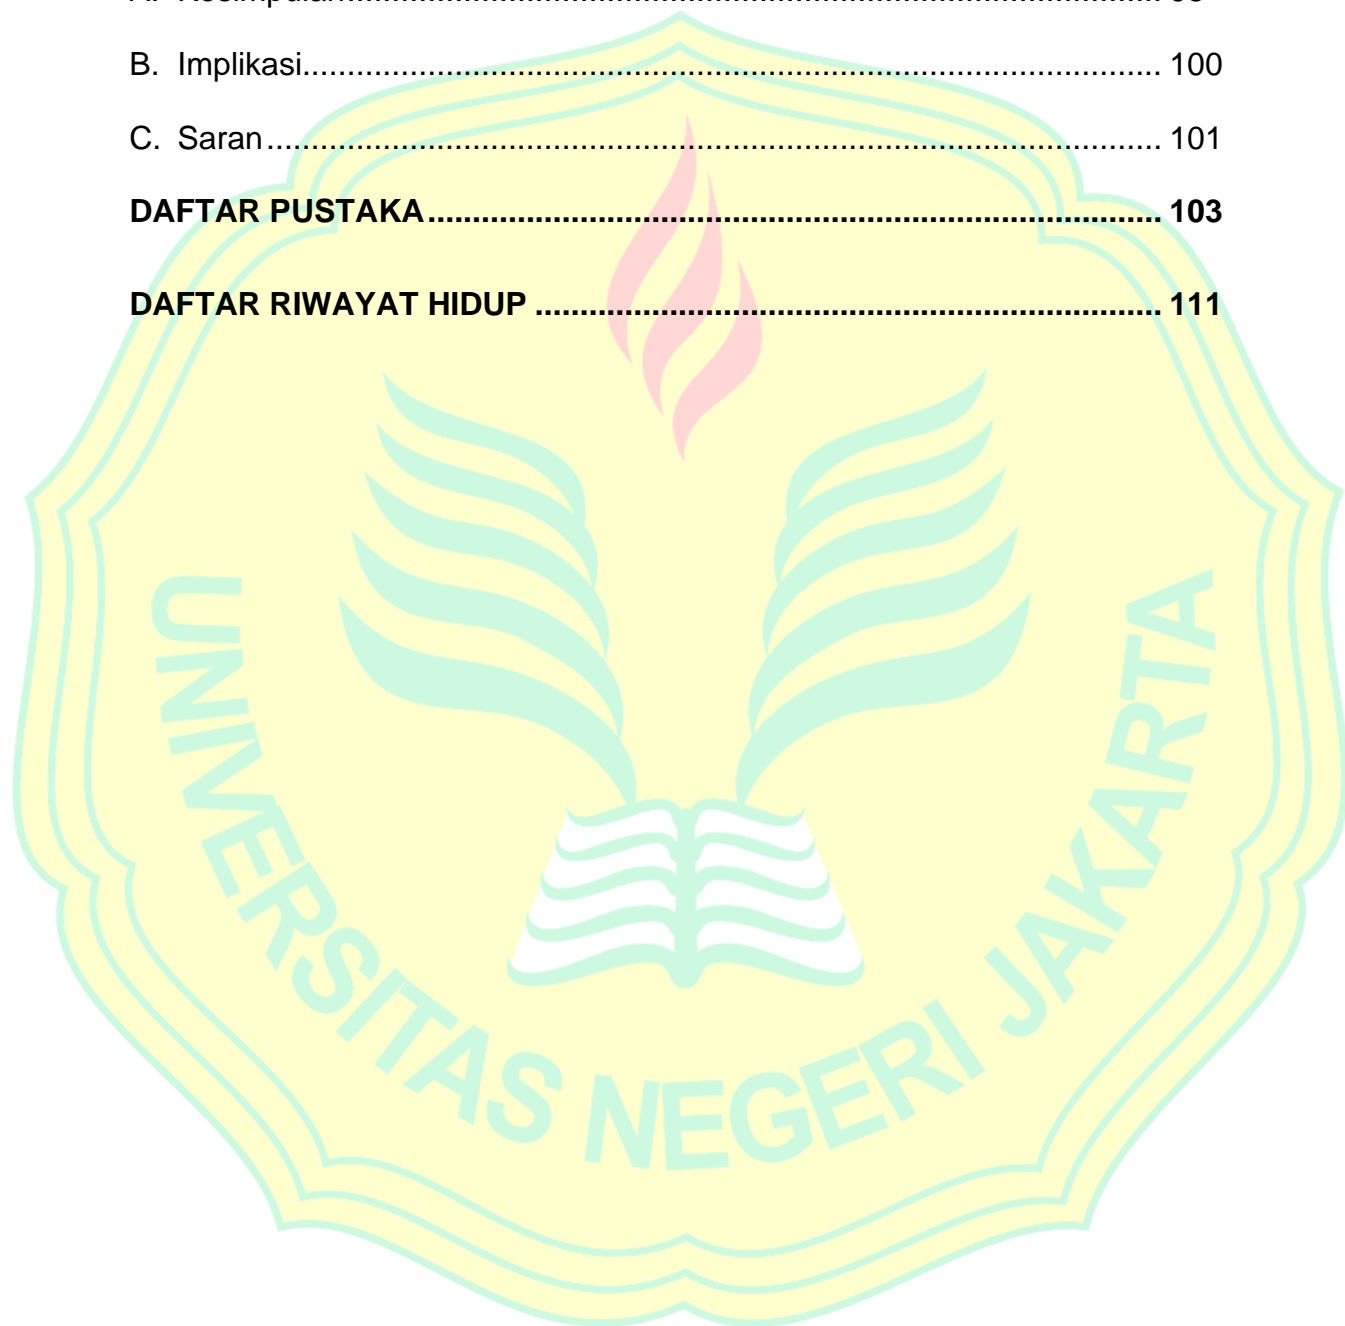 B. Implikasi................................................................................................ 100
C. Saran .................................................................................................... 101
DAFTAR PUSTAKA.................................................................................. 103
DAFTAR RIWAYAT HIDUP ...................................................................... 111
UNIVERSITAS NEGERI JAKARTA